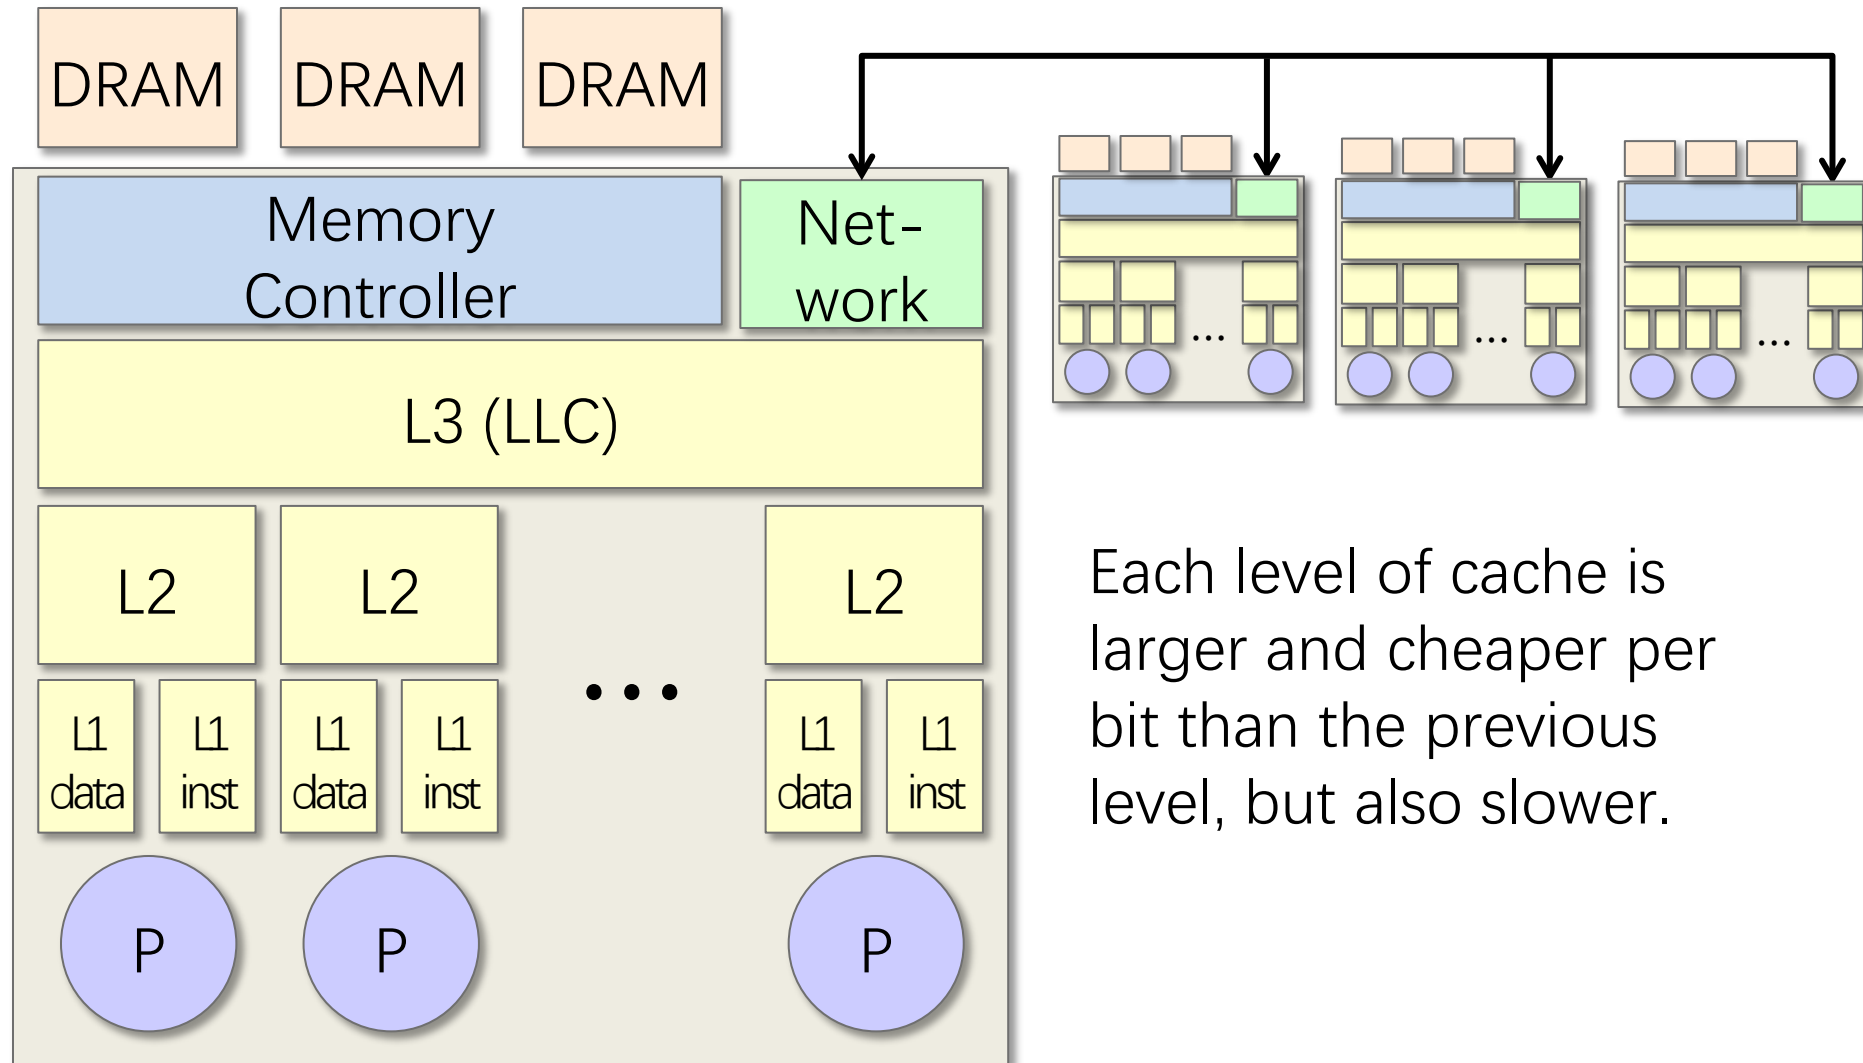 DRAM DRAM DRAM
Memory
Controller
Net-
work
L3 (LLC)
L2 L2 L2
...
L1
data
L1
inst
L1
data
L1
inst
L1
data
L1
inst
P P P
...
...
...
Each level of cache is
larger and cheaper per
bit than the previous
level, but also slower.